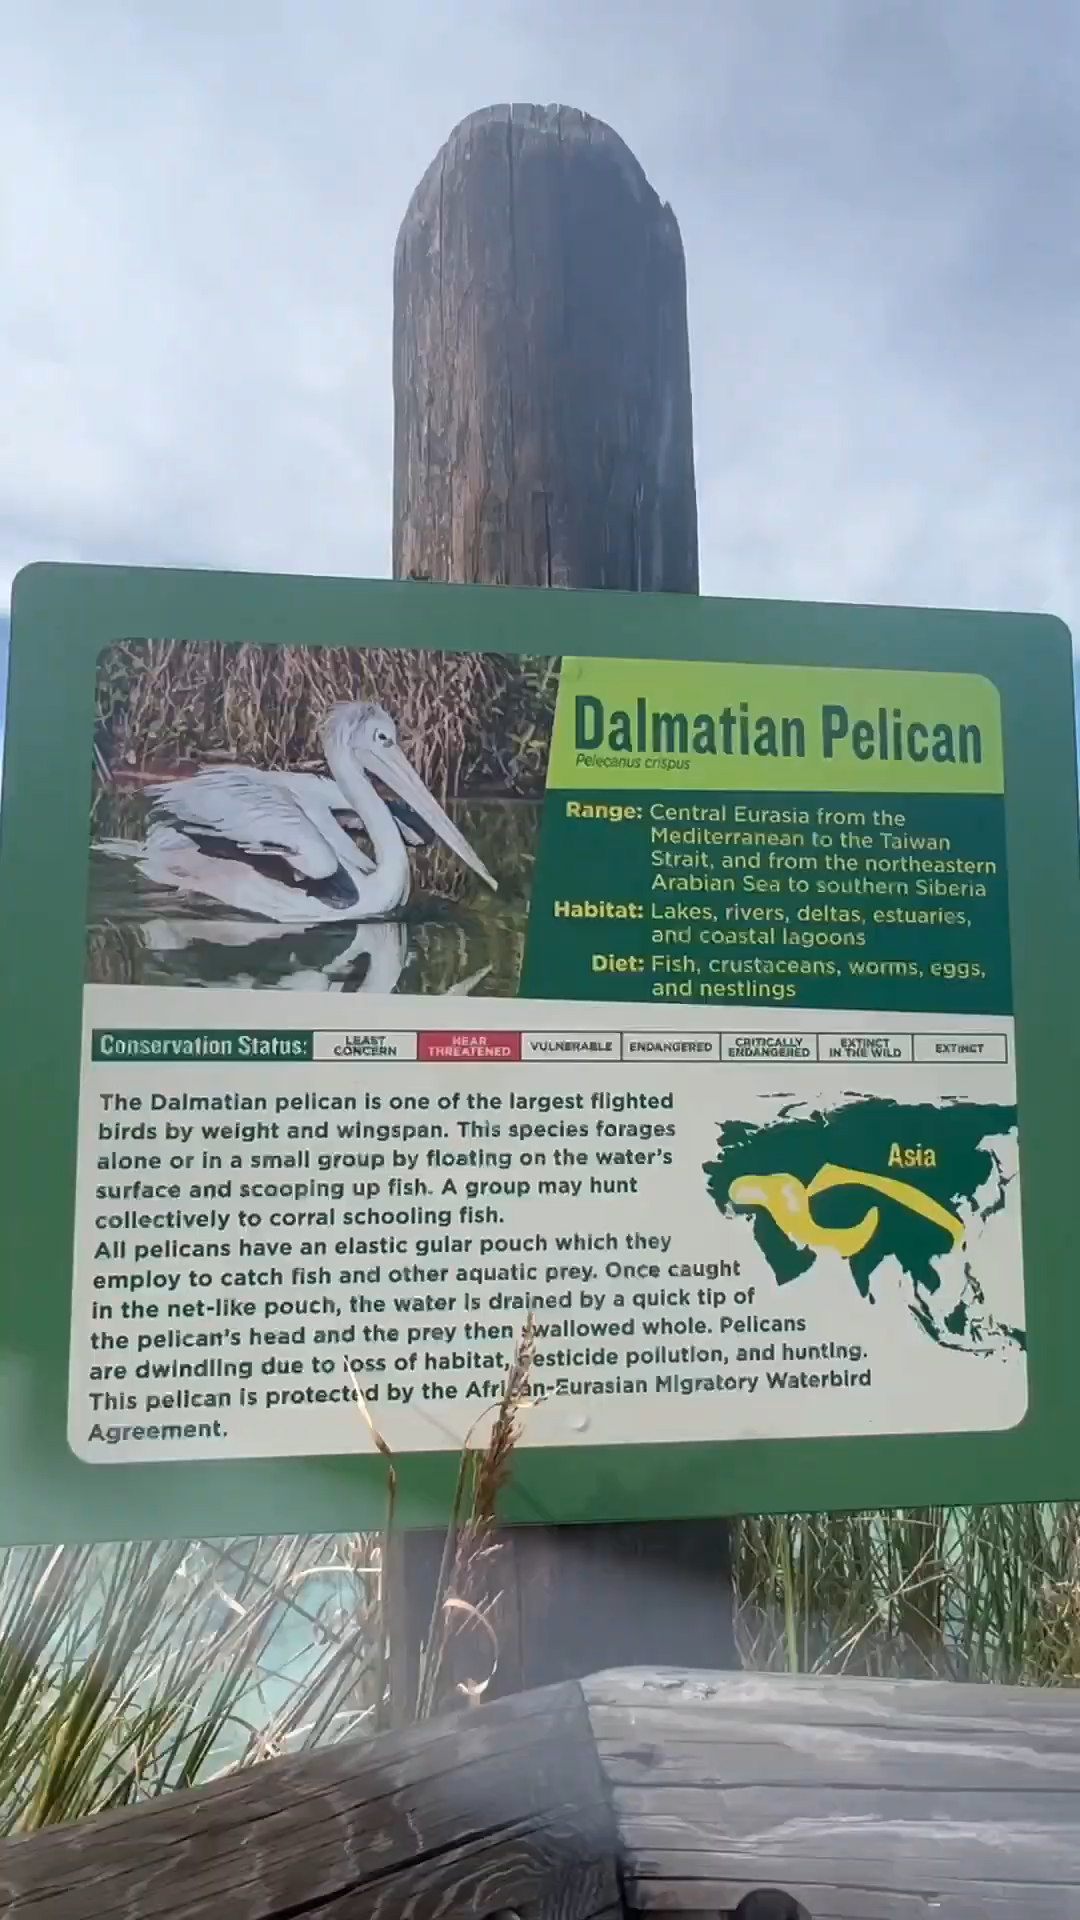 Dalmatian Pelican
Pelecanus crispus
Range: Central Eurasia from the
Mediterranean to the Taiwan
Strait, and from the northeastern
Arabian Sea to southern Siberia
Habitat: Lakes, rivers, deltas, estuaries,
and coastal lagoons
Diet: Fish, crustaceans, worms, eggs,
and nestlings
Conservation Status:
LEAST
CONCERN
NEAR
THREATENED
VULNERABLE
ENDANGERED
CRITICALLY
ENDANGERED
EXTINCT
IN THE WILD
EXTINCT
The Dalmatian pelican is one of the largest flighted
birds by weight and wingspan. This species forages
alone or in a small group by floating on the water's
surface and scooping up fish. A group may hunt
collectively to corral schooling fish.
All pelicans have an elastic gular pouch which they
employ to catch fish and other aquatic prey. Once caught
in the net-like pouch, the water is drained by a quick tip of
the pelican's head and the prey then swallowed whole. Pelicans
are dwindling due to loss of habitat, pesticide pollution, and hunting.
This pelican is protected by the African-Eurasian Migratory Waterbird
Agreement.
Asia